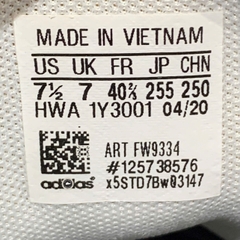 MADE IN VIETNAM
US UK FR JP CHN
7½ 7 40⅔ 255 250
HWA 1Y3001 04/20
ART FW9334
#125738576
adidas x5STD7Bw03147